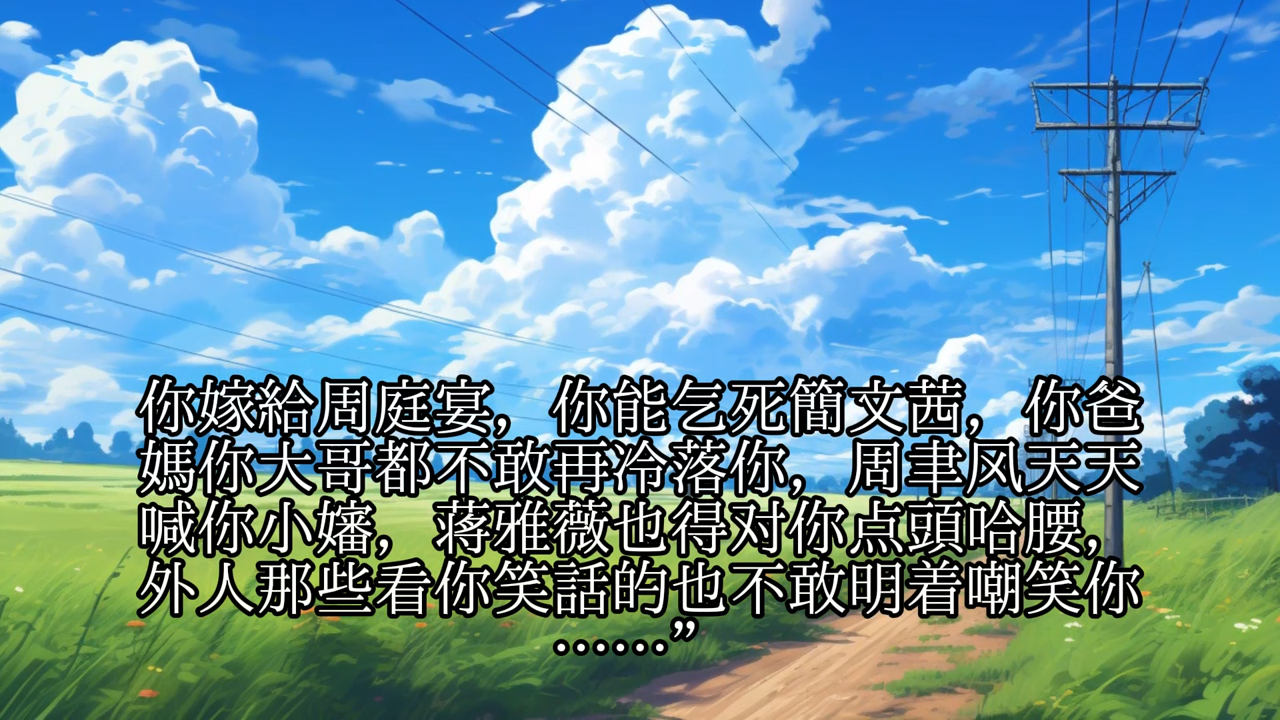 你嫁給周庭宴，你能乞死簡文茜，你爸
媽你大哥都不敢再冷落你，周聿风天天
喊你小嬸，蒋雅薇也得对你点頭哈腰，
外人那些看你笑話的也不敢明着嘲笑你
……”